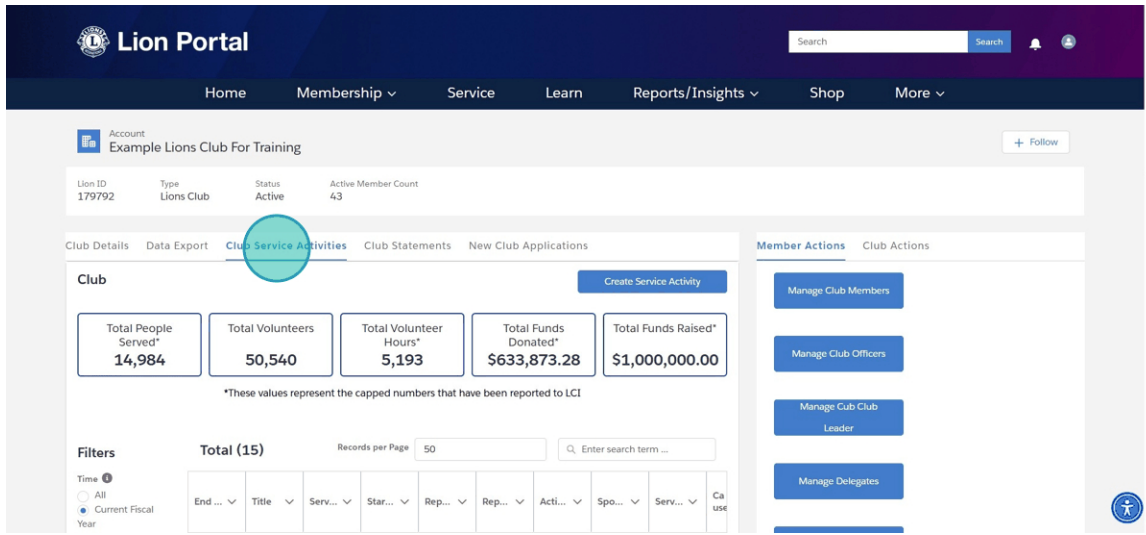 Lion Portal
Search
Search
Home
Membership
Service
Learn
Reports/Insights
Shop
More
Account
Example Lions Club For Training
+ Follow
Lion ID
179792
Type
Lions Club
Status
Active
Active Member Count
43
Club Details
Data Export
Club Service Activities
Club Statements
New Club Applications
Club
Create Service Activity
Total People
Served*
14,984
Total Volunteers
50,540
Total Volunteer
Hours*
5,193
Total Funds
Donated*
$633,873.28
Total Funds Raised*
$1,000,000.00
*These values represent the capped numbers that have been reported to LCI
Filters
Time
All
Current Fiscal
Year
Total (15)
Records per Page
50
Enter search term ...
End ...
Title
Serv...
Star...
Rep...
Rep...
Acti...
Spo...
Serv...
Ca
use
Member Actions
Club Actions
Manage Club Members
Manage Club Officers
Manage Cub Club
Leader
Manage Delegates